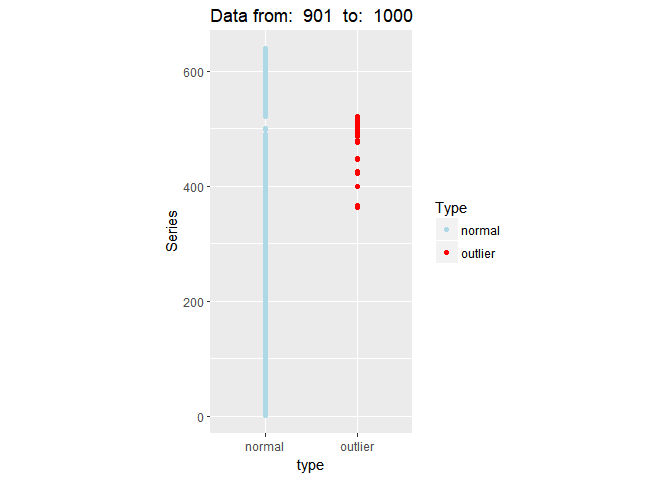 Data from:  901  to:  1000
600
400
200
0
Series
normal
outlier
type
Type
normal
outlier